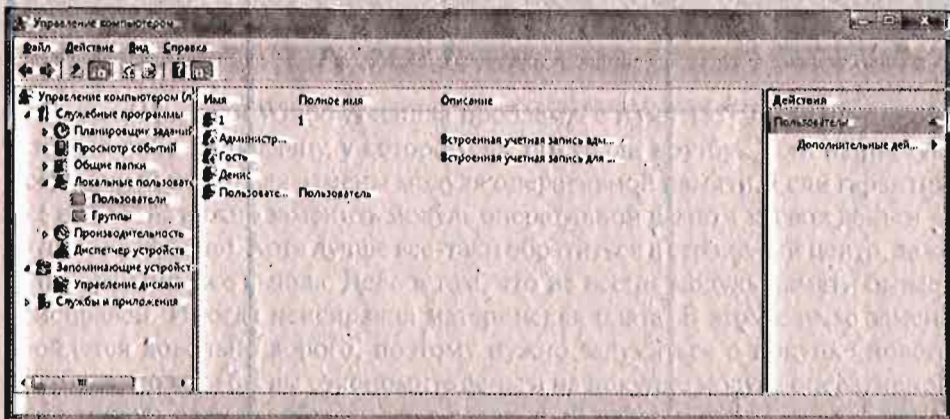 Управление компьютером
Файл Действие Вид Справка
Управление компьютером (л
Служебные программы
Планировщик заданий
Просмотр событий
Общие папки
Локальные пользоват
Пользователи
Группы
Производительность
Диспетчер устройств
Запоминающие устройст
Управление дисками
Службы и приложения
Имя Полное имя Описание
1 1
Администр... Встроенная учетная запись адм...
Гость Встроенная учетная запись для ...
Денис
Пользовате... Пользователь
Действия
Пользователи
Дополнительные дей...